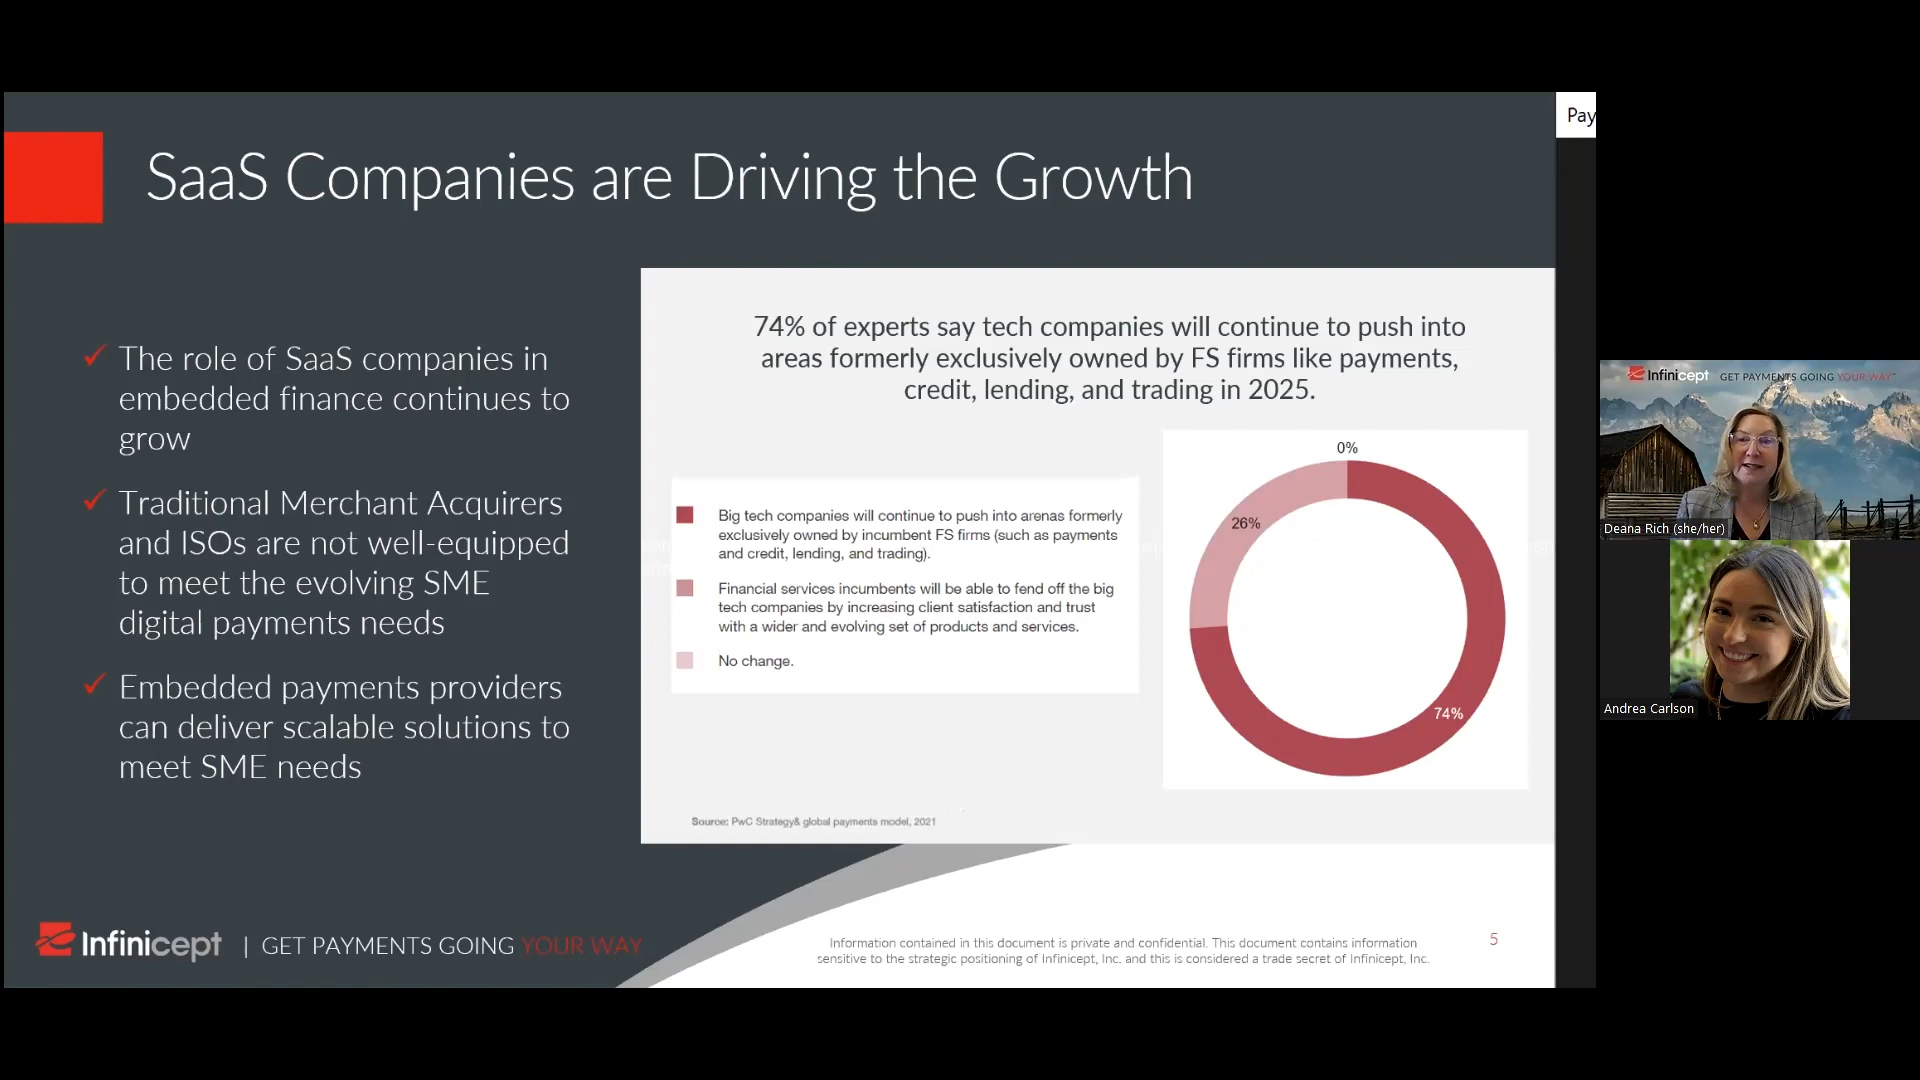 Pay
SaaS Companies are Driving the Growth
The role of SaaS companies in
embedded finance continues to
grow
Traditional Merchant Acquirers
and ISOs are not well-equipped
to meet the evolving SME
digital payments needs
Embedded payments providers
can deliver scalable solutions to
meet SME needs
74% of experts say tech companies will continue to push into
areas formerly exclusively owned by FS firms like payments,
credit, lending, and trading in 2025.
Big tech companies will continue to push into arenas formerly
exclusively owned by incumbent FS firms (such as payments
and credit, lending, and trading).
Financial services incumbents will be able to fend off the big
tech companies by increasing client satisfaction and trust
with a wider and evolving set of products and services.
No change.
0%
26%
74%
Source: PwC Strategy& global payments model, 2021
Infinicept | GET PAYMENTS GOING YOUR WAY
Information contained in this document is private and confidential. This document contains information
sensitive to the strategic positioning of Infinicept, Inc. and this is considered a trade secret of Infinicept, Inc.
5
Infinicept GET PAYMENTS GOING YOUR WAY
Deana Rich (she/her)
Andrea Carlson